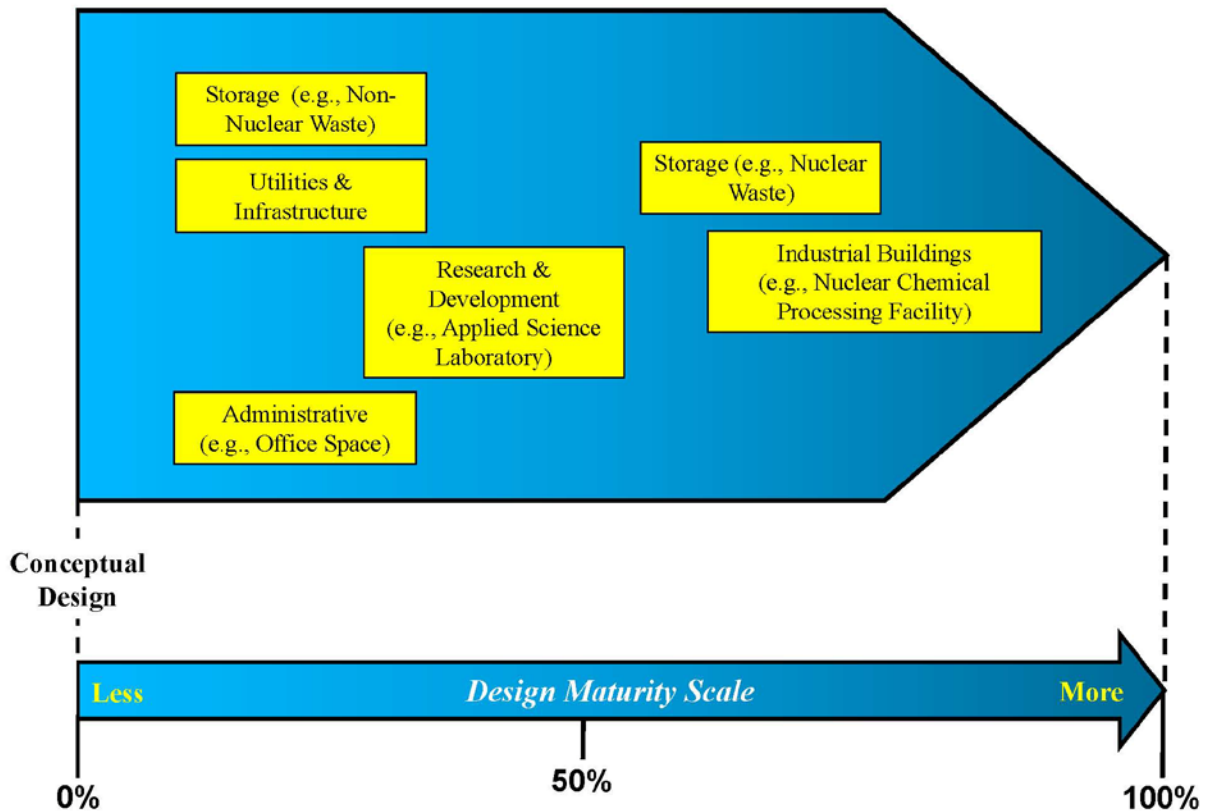 Storage (e.g., Non-
Nuclear Waste)
Utilities &
Infrastructure
Storage (e.g., Nuclear
Waste)
Research &
Development
(e.g., Applied Science
Laboratory)
Industrial Buildings
(e.g., Nuclear Chemical
Processing Facility)
Administrative
(e.g., Office Space)
Conceptual
Design
Less
Design Maturity Scale
More
0%
50%
100%